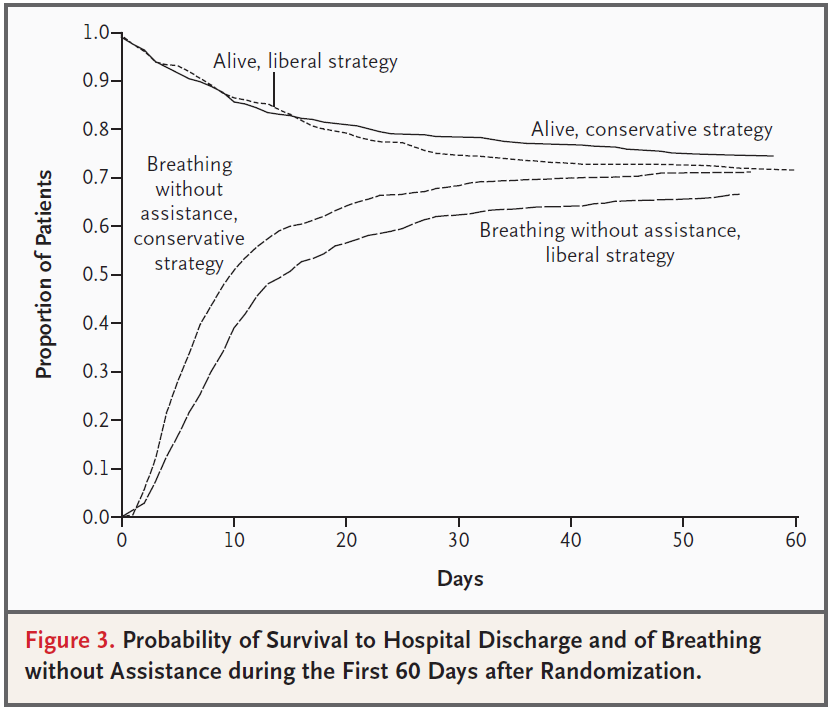 1.0
0.9
0.8
0.7
0.6
0.5
0.4
0.3
0.2
0.1
0.0
Proportion of Patients
Alive, liberal strategy
Alive, conservative strategy
Breathing
without
assistance,
conservative
strategy
Breathing without assistance,
liberal strategy
0
10
20
30
40
50
60
Days
Figure 3. Probability of Survival to Hospital Discharge and of Breathing
without Assistance during the First 60 Days after Randomization.